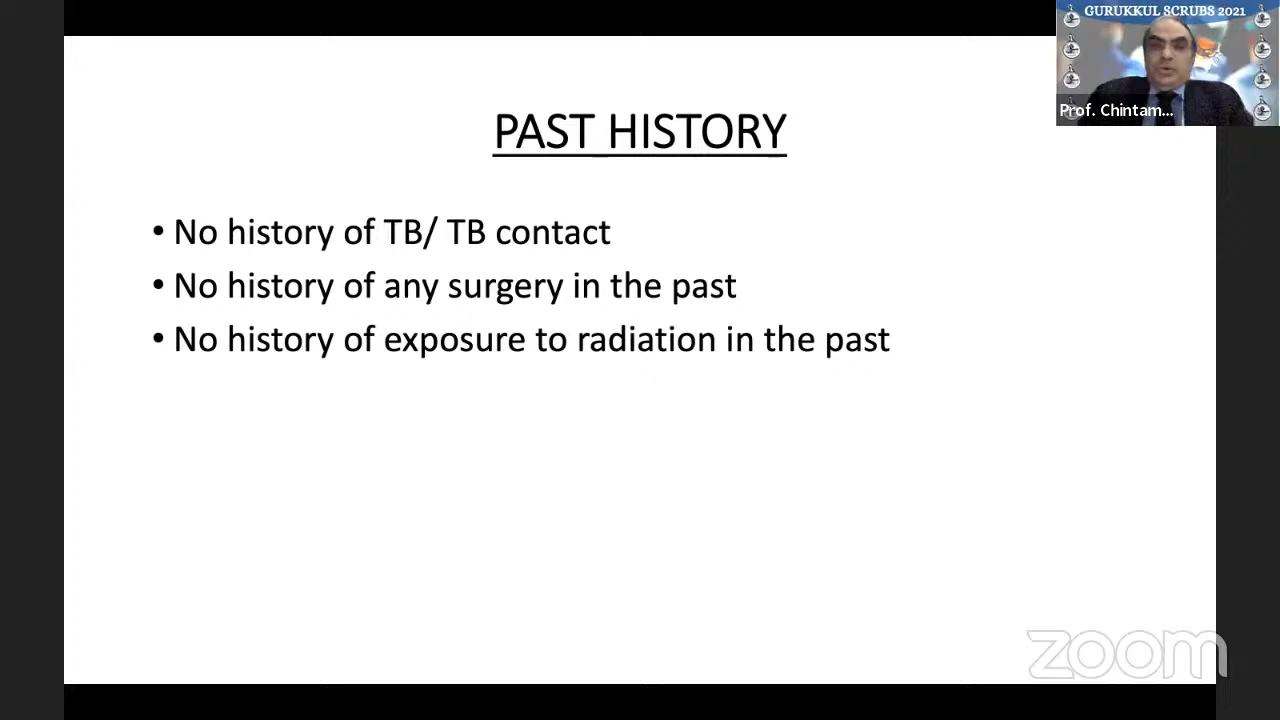 GURUKKUL SCRUBS 2021
Prof. Chintam...
PAST HISTORY
• No history of TB/ TB contact
• No history of any surgery in the past
• No history of exposure to radiation in the past
zoom